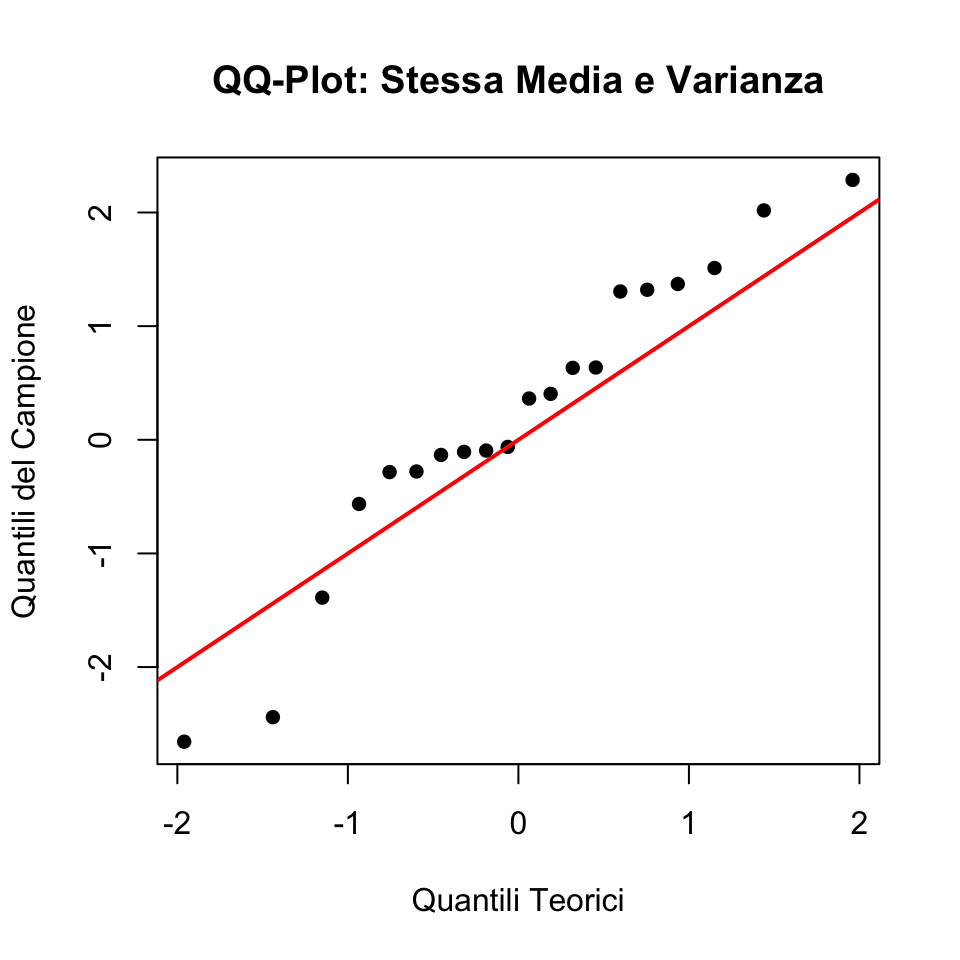 QQ-Plot: Stessa Media e Varianza
Quantili del Campione
2
1
0
-1
-2
-2 -1 0 1 2
Quantili Teorici